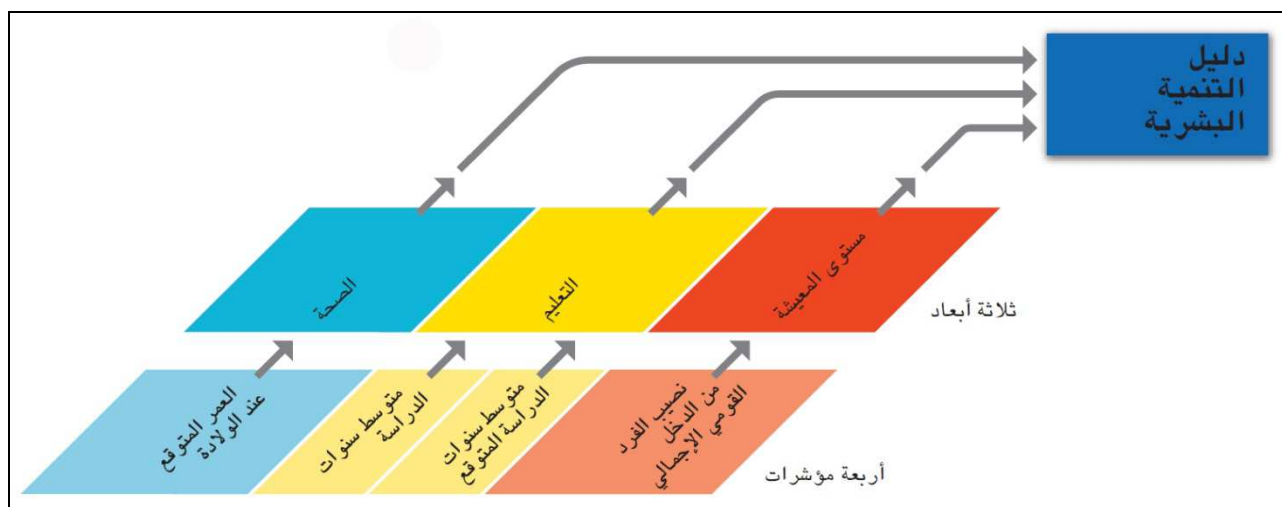 دليل
التنمية
البشرية
مستوى المعيشة
التعليم
الصحة
ثلاثة أبعاد
نصيب الفرد
من الدخل
القومي الإجمالي
متوسط سنوات
الدراسة المتوقع
متوسط سنوات
الدراسة
العمر المتوقع
عند الولادة
أربعة مؤشرات